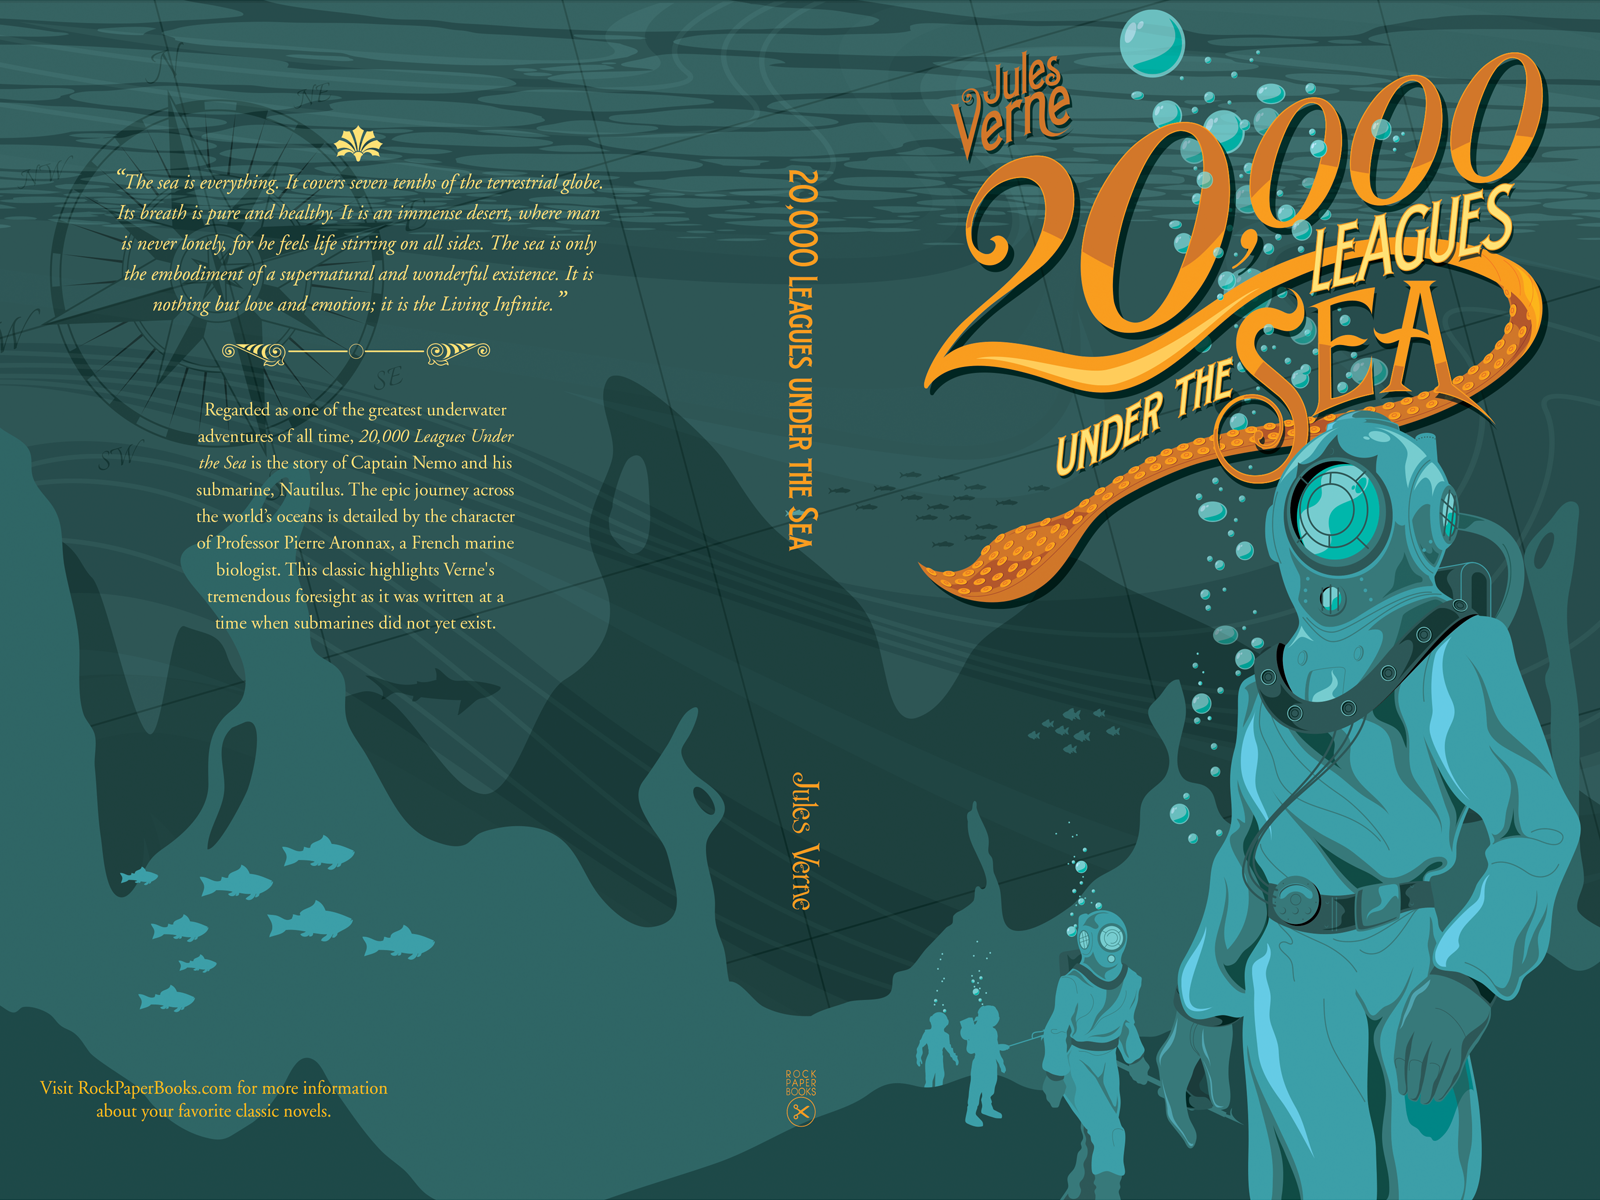 “The sea is everything. It covers seven tenths of the terrestrial globe.
Its breath is pure and healthy. It is an immense desert, where man
is never lonely, for he feels life stirring on all sides. The sea is only
the embodiment of a supernatural and wonderful existence. It is
nothing but love and emotion; it is the Living Infinite.”
Regarded as one of the greatest underwater
adventures of all time, 20,000 Leagues Under
the Sea is the story of Captain Nemo and his
submarine, Nautilus. The epic journey across
the world’s oceans is detailed by the character
of Professor Pierre Aronnax, a French marine
biologist. This classic highlights Verne's
tremendous foresight as it was written at a
time when submarines did not yet exist.
Visit RockPaperBooks.com for more information
about your favorite classic novels.
N
NE
E
SE
SW
W
NW
20,000 Leagues under the Sea
Jules Verne
ROCK
PAPER
BOOKS
Jules
Verne
20,000
LEAGUES
UNDER THE
SEA